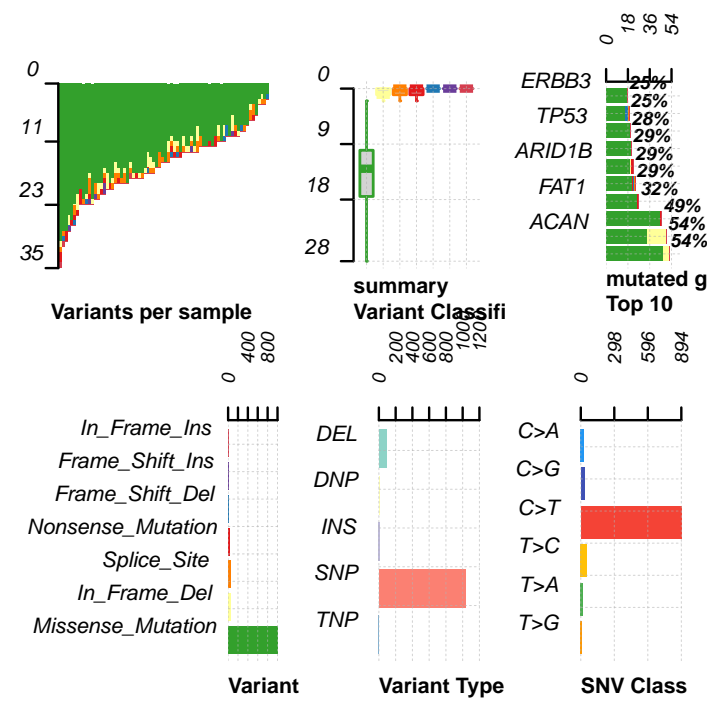 0
11
23
35
Variants per sample
0
9
18
28
summary
Variant Classifi
0
18
36
54
ERBB3
TP53
ARID1B
FAT1
ACAN
25%
25%
28%
29%
29%
29%
32%
49%
54%
54%
mutated g
Top 10
0
400
800
In_Frame_Ins
Frame_Shift_Ins
Frame_Shift_Del
Nonsense_Mutation
Splice_Site
In_Frame_Del
Missense_Mutation
Variant
0
200
400
600
800
1000
1200
DEL
DNP
INS
SNP
TNP
Variant Type
0
298
596
894
C>A
C>G
C>T
T>C
T>A
T>G
SNV Class